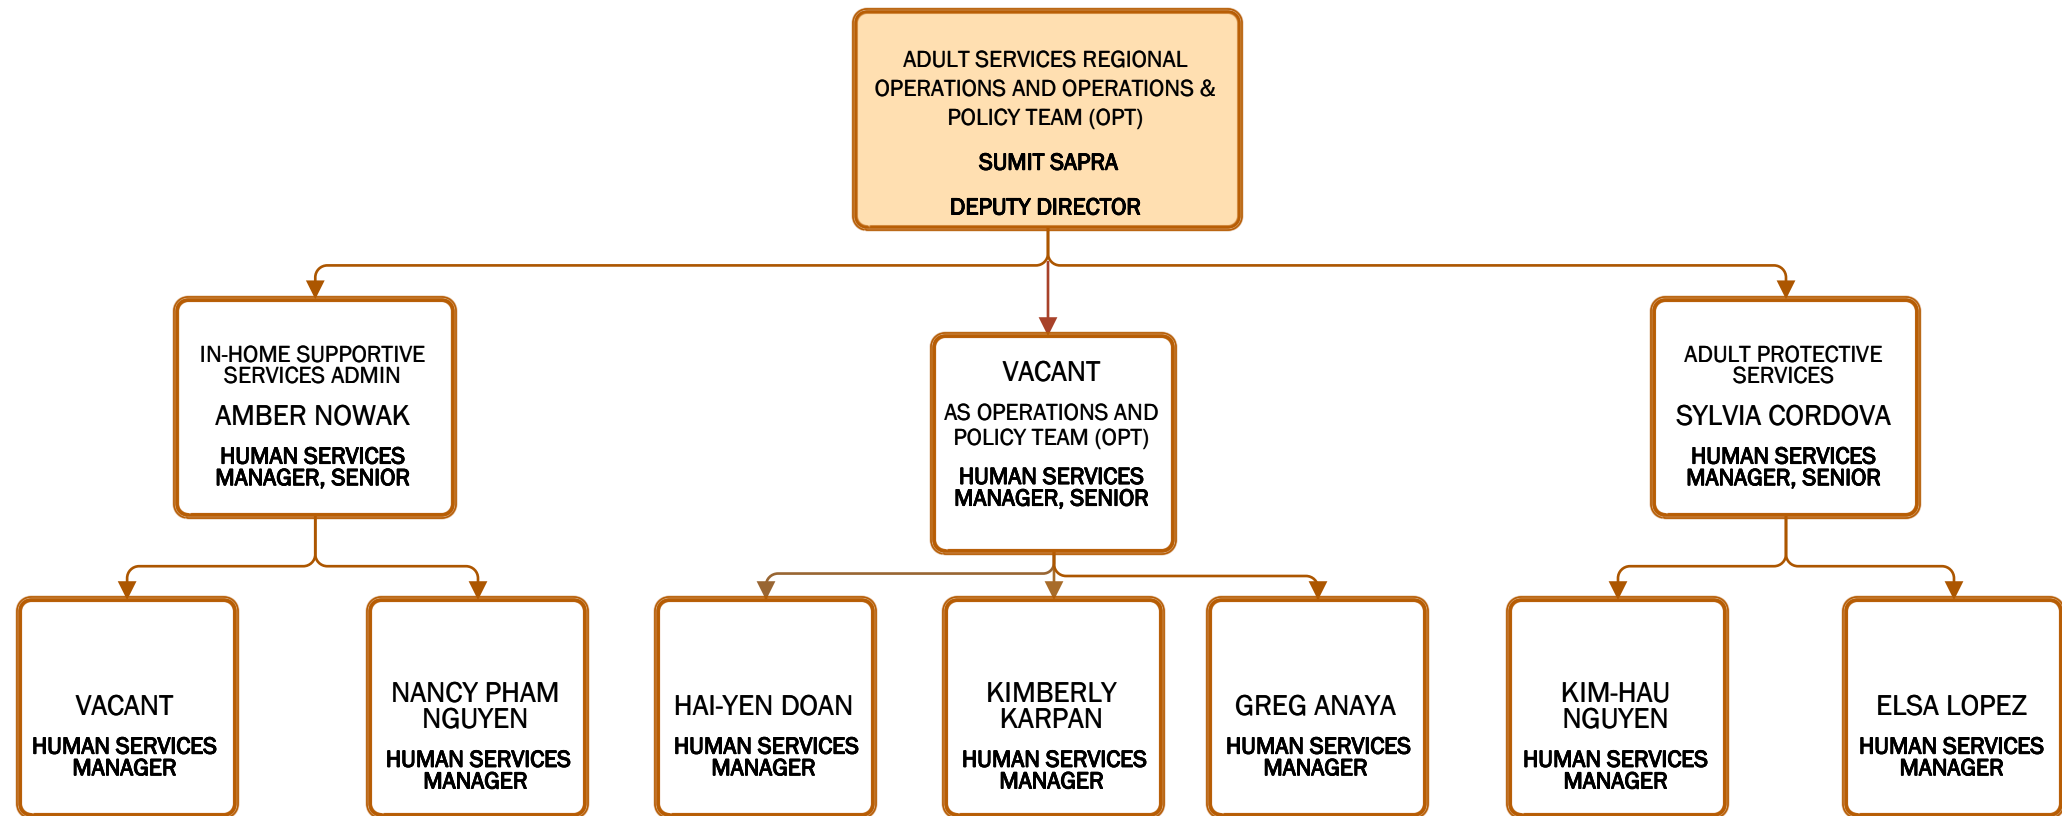 ADULT SERVICES REGIONAL
OPERATIONS AND OPERATIONS &
POLICY TEAM (OPT)
SUMIT SAPRA
DEPUTY DIRECTOR
IN-HOME SUPPORTIVE
SERVICES ADMIN
AMBER NOWAK
HUMAN SERVICES
MANAGER, SENIOR
VACANT
AS OPERATIONS AND
POLICY TEAM (OPT)
HUMAN SERVICES
MANAGER, SENIOR
ADULT PROTECTIVE
SERVICES
SYLVIA CORDOVA
HUMAN SERVICES
MANAGER, SENIOR
VACANT
HUMAN SERVICES
MANAGER
NANCY PHAM
NGUYEN
HUMAN SERVICES
MANAGER
HAI-YEN DOAN
HUMAN SERVICES
MANAGER
KIMBERLY
KARPAN
HUMAN SERVICES
MANAGER
GREG ANAYA
HUMAN SERVICES
MANAGER
KIM-HAU
NGUYEN
HUMAN SERVICES
MANAGER
ELSA LOPEZ
HUMAN SERVICES
MANAGER